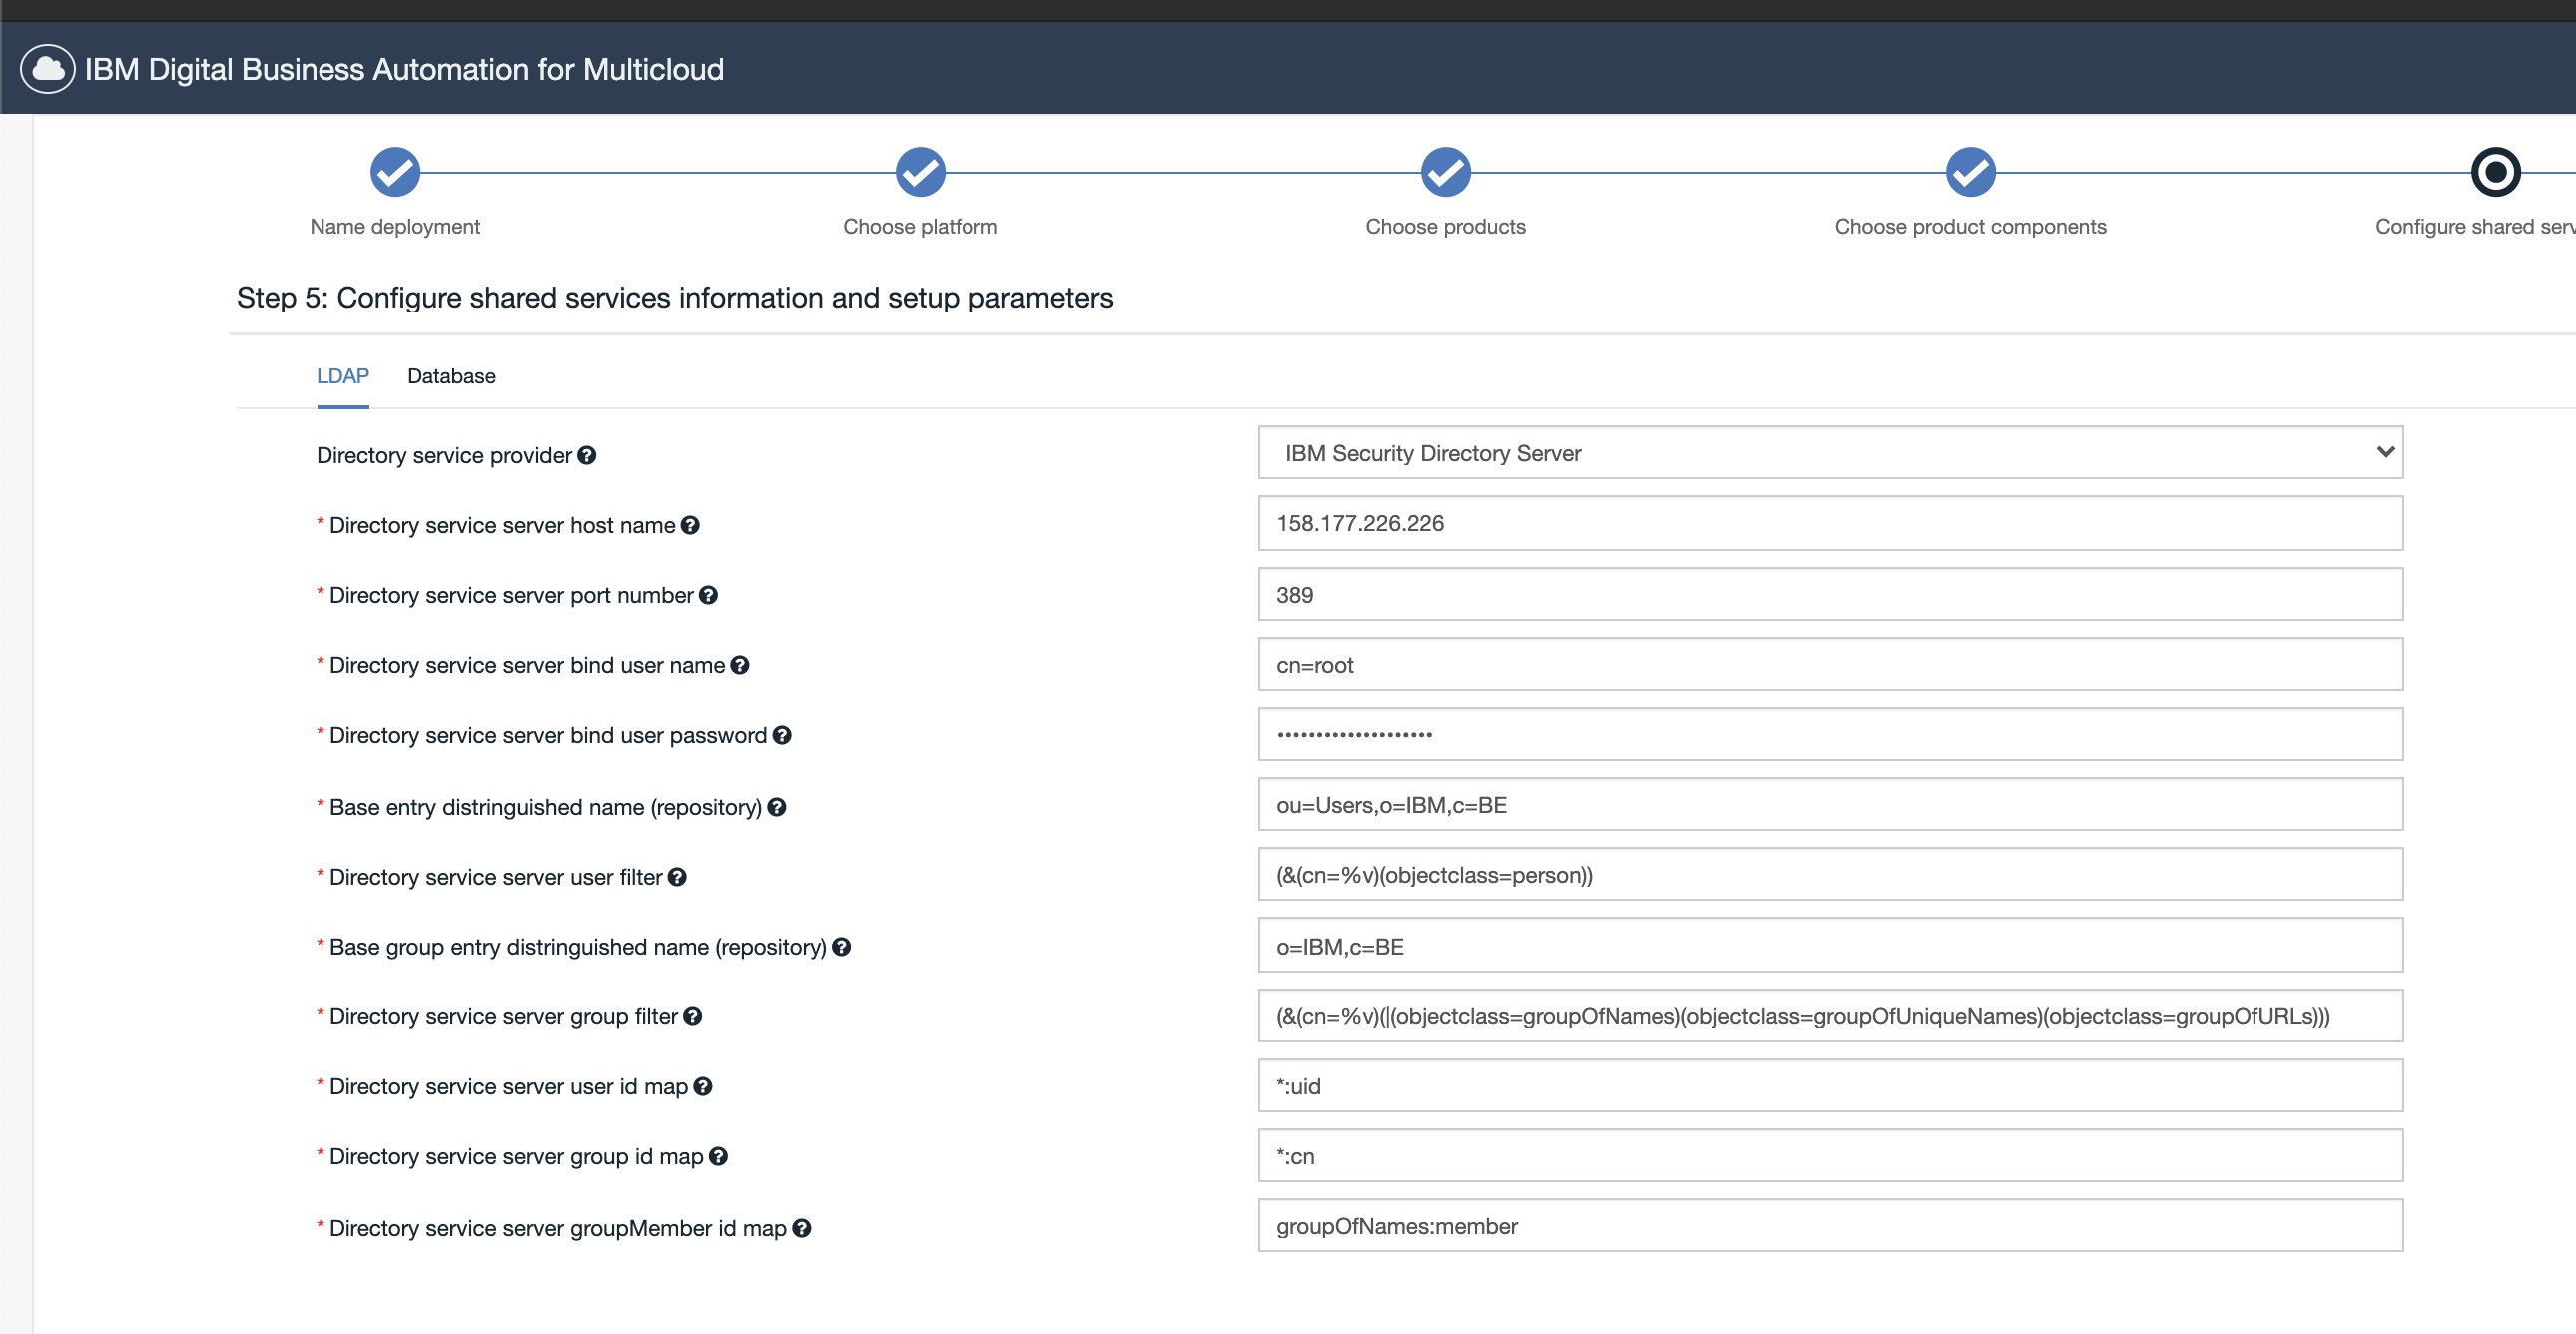 IBM Digital Business Automation for Multicloud
Name deployment
Choose platform
Choose products
Choose product components
Configure shared serv
Step 5: Configure shared services information and setup parameters
LDAP Database
Directory service provider ? IBM Security Directory Server
* Directory service server host name ? 158.177.226.226
* Directory service server port number ? 389
* Directory service server bind user name ? cn=root
* Directory service server bind user password ? ••••••••••••••••••••
* Base entry distringuished name (repository) ? ou=Users,o=IBM,c=BE
* Directory service server user filter ? (&(cn=%v)(objectclass=person))
* Base group entry distringuished name (repository) ? o=IBM,c=BE
* Directory service server group filter ? (&(cn=%v)(|(objectclass=groupOfNames)(objectclass=groupOfUniqueNames)(objectclass=groupOfURLs)))
* Directory service server user id map ? *:uid
* Directory service server group id map ? *:cn
* Directory service server groupMember id map ? groupOfNames:member